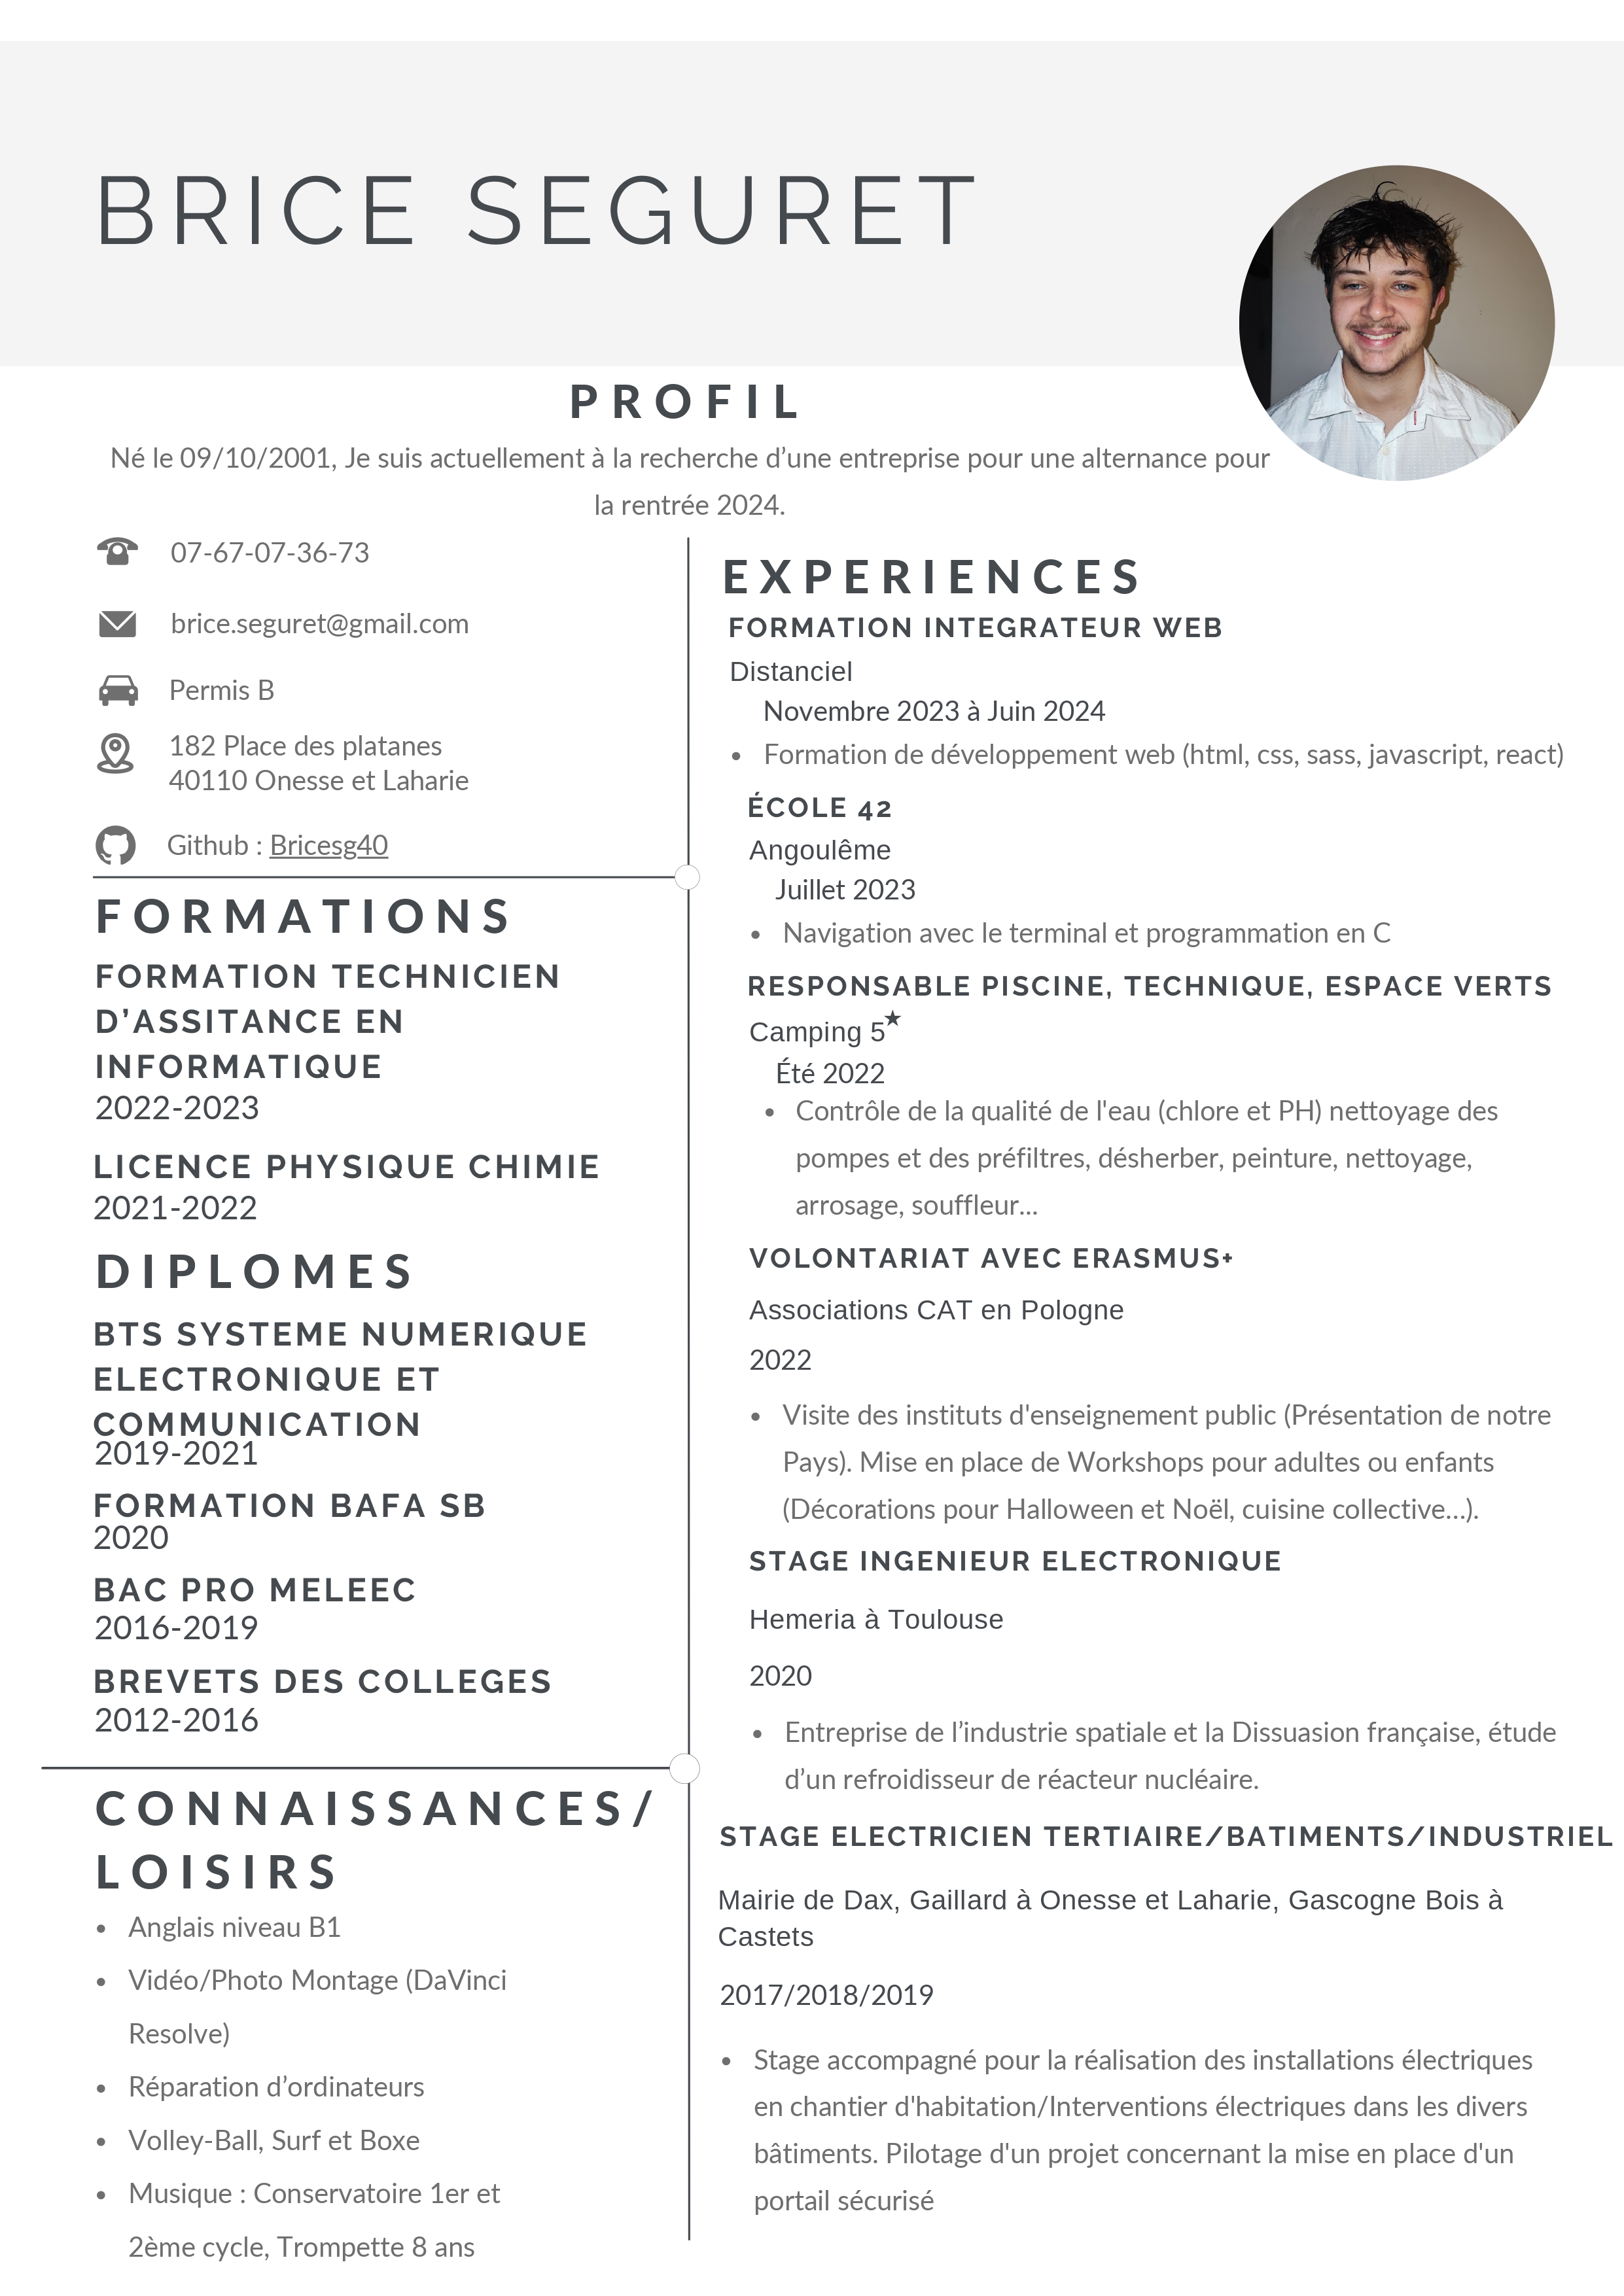 BRICE SEGURET
PROFIL
Né le 09/10/2001, Je suis actuellement à la recherche d’une entreprise pour une alternance pour
la rentrée 2024.
07-67-07-36-73
brice.seguret@gmail.com
Permis B
182 Place des platanes
40110 Onesse et Laharie
Github : Bricesg40
FORMATIONS
FORMATION TECHNICIEN
D’ASSITANCE EN
INFORMATIQUE
2022-2023
LICENCE PHYSIQUE CHIMIE
2021-2022
DIPLOMES
BTS SYSTEME NUMERIQUE
ELECTRONIQUE ET
COMMUNICATION
2019-2021
FORMATION BAFA SB
2020
BAC PRO MELEEC
2016-2019
BREVETS DES COLLEGES
2012-2016
CONNAISSANCES/
LOISIRS
• Anglais niveau B1
• Vidéo/Photo Montage (DaVinci
Resolve)
• Réparation d’ordinateurs
• Volley-Ball, Surf et Boxe
• Musique : Conservatoire 1er et
2ème cycle, Trompette 8 ans
EXPERIENCES
FORMATION INTEGRATEUR WEB
Distanciel
Novembre 2023 à Juin 2024
• Formation de développement web (html, css, sass, javascript, react)
ÉCOLE 42
Angoulême
Juillet 2023
• Navigation avec le terminal et programmation en C
RESPONSABLE PISCINE, TECHNIQUE, ESPACE VERTS
Camping 5★
Été 2022
• Contrôle de la qualité de l'eau (chlore et PH) nettoyage des
pompes et des préfiltres, désherber, peinture, nettoyage,
arrosage, souffleur...
VOLONTARIAT AVEC ERASMUS+
Associations CAT en Pologne
2022
• Visite des instituts d'enseignement public (Présentation de notre
Pays). Mise en place de Workshops pour adultes ou enfants
(Décorations pour Halloween et Noël, cuisine collective…).
STAGE INGENIEUR ELECTRONIQUE
Hemeria à Toulouse
2020
• Entreprise de l’industrie spatiale et la Dissuasion française, étude
d’un refroidisseur de réacteur nucléaire.
STAGE ELECTRICIEN TERTIAIRE/BATIMENTS/INDUSTRIEL
Mairie de Dax, Gaillard à Onesse et Laharie, Gascogne Bois à
Castets
2017/2018/2019
• Stage accompagné pour la réalisation des installations électriques
en chantier d'habitation/Interventions électriques dans les divers
bâtiments. Pilotage d'un projet concernant la mise en place d'un
portail sécurisé